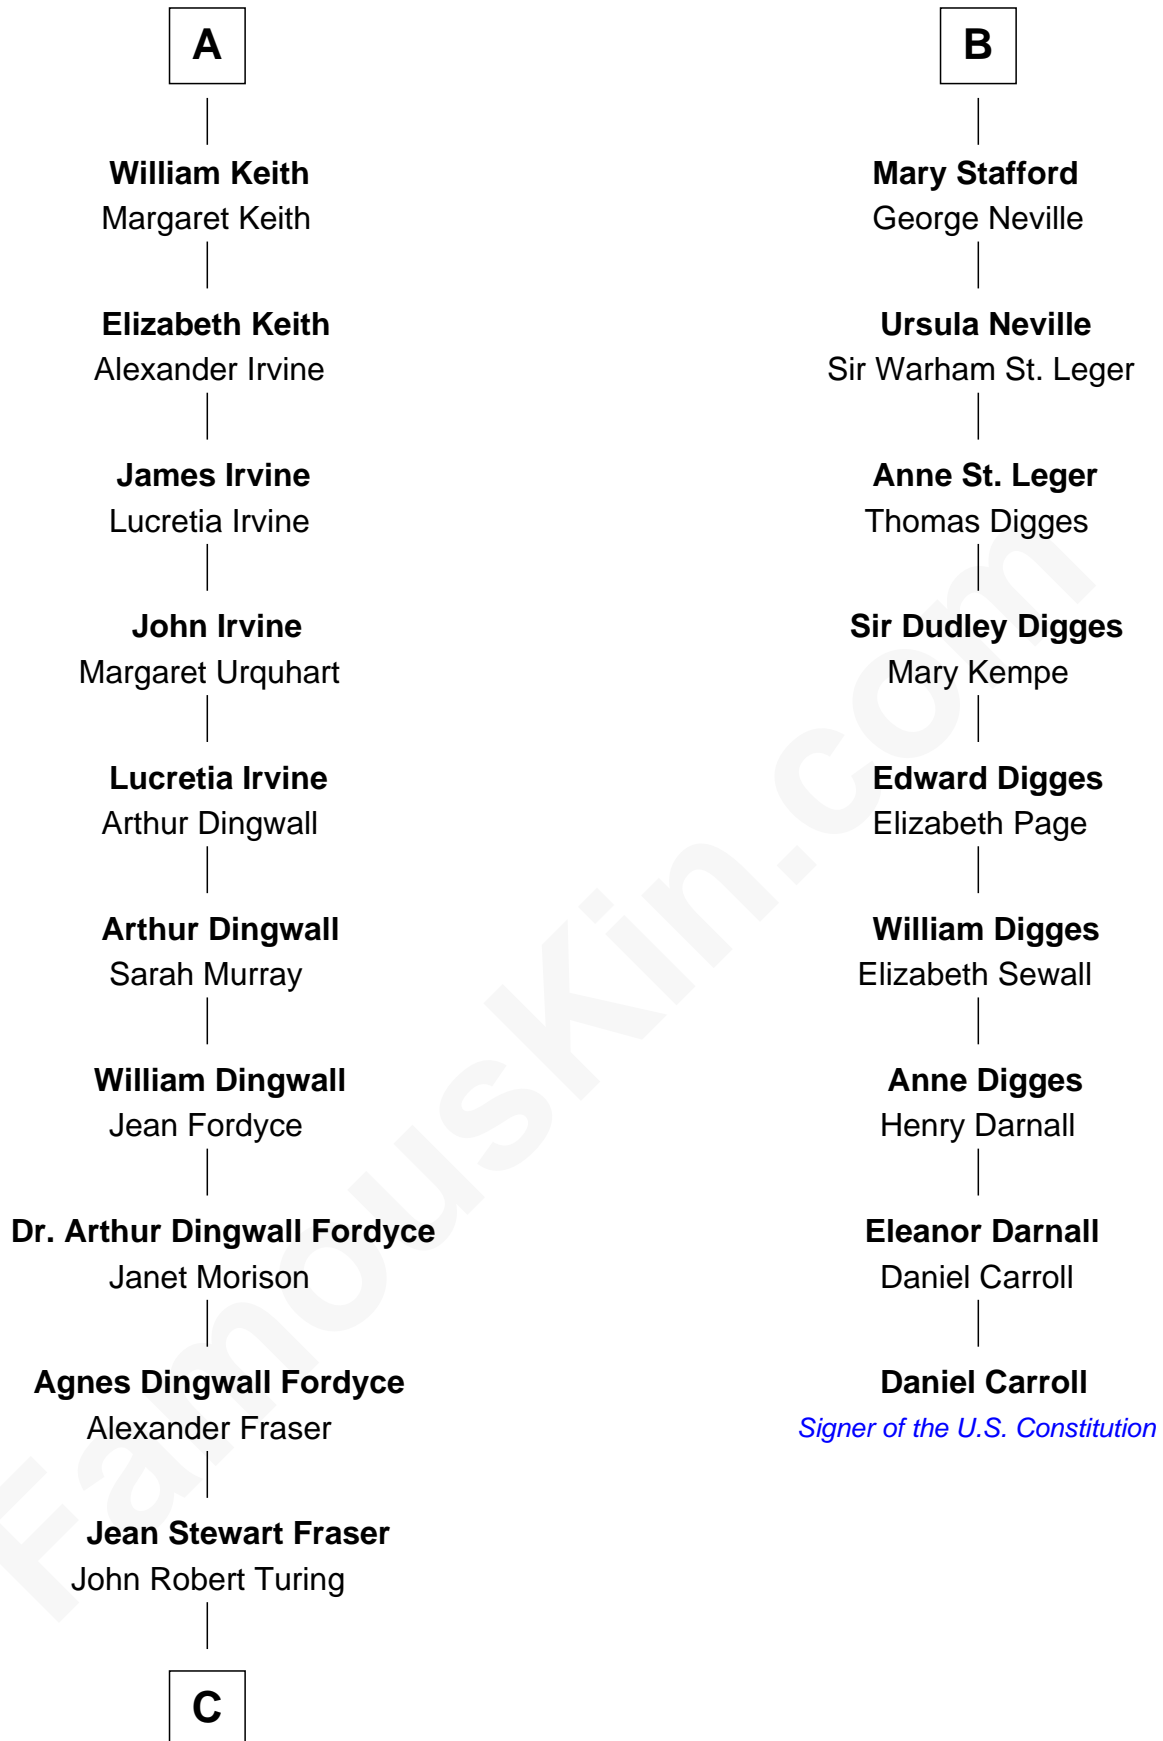 A
William Keith
Margaret Keith
Elizabeth Keith
Alexander Irvine
James Irvine
Lucretia Irvine
John Irvine
Margaret Urquhart
Lucretia Irvine
Arthur Dingwall
Arthur Dingwall
Sarah Murray
William Dingwall
Jean Fordyce
Dr. Arthur Dingwall Fordyce
Janet Morison
Agnes Dingwall Fordyce
Alexander Fraser
Jean Stewart Fraser
John Robert Turing
C
B
Mary Stafford
George Neville
Ursula Neville
Sir Warham St. Leger
Anne St. Leger
Thomas Digges
Sir Dudley Digges
Mary Kempe
Edward Digges
Elizabeth Page
William Digges
Elizabeth Sewall
Anne Digges
Henry Darnall
Eleanor Darnall
Daniel Carroll
Daniel Carroll
Signer of the U.S. Constitution
FamousKin.com